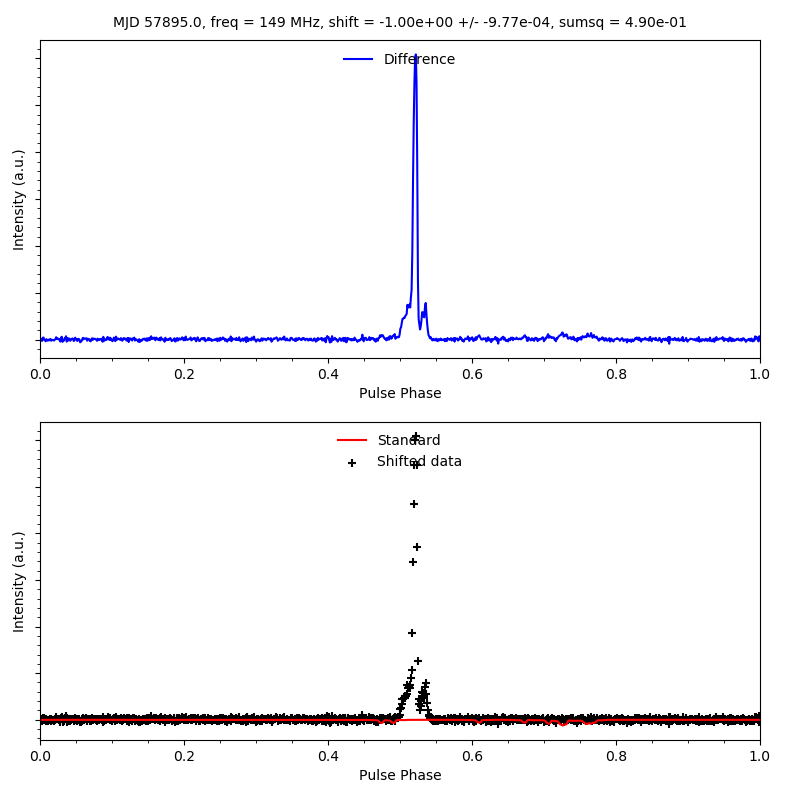 MJD 57895.0, freq = 149 MHz, shift = -1.00e+00 +/- -9.77e-04, sumsq = 4.90e-01
Difference
Intensity (a.u.)
0.0 0.2 0.4 0.6 0.8 1.0
Pulse Phase
Standard
Shifted data
Intensity (a.u.)
0.0 0.2 0.4 0.6 0.8 1.0
Pulse Phase